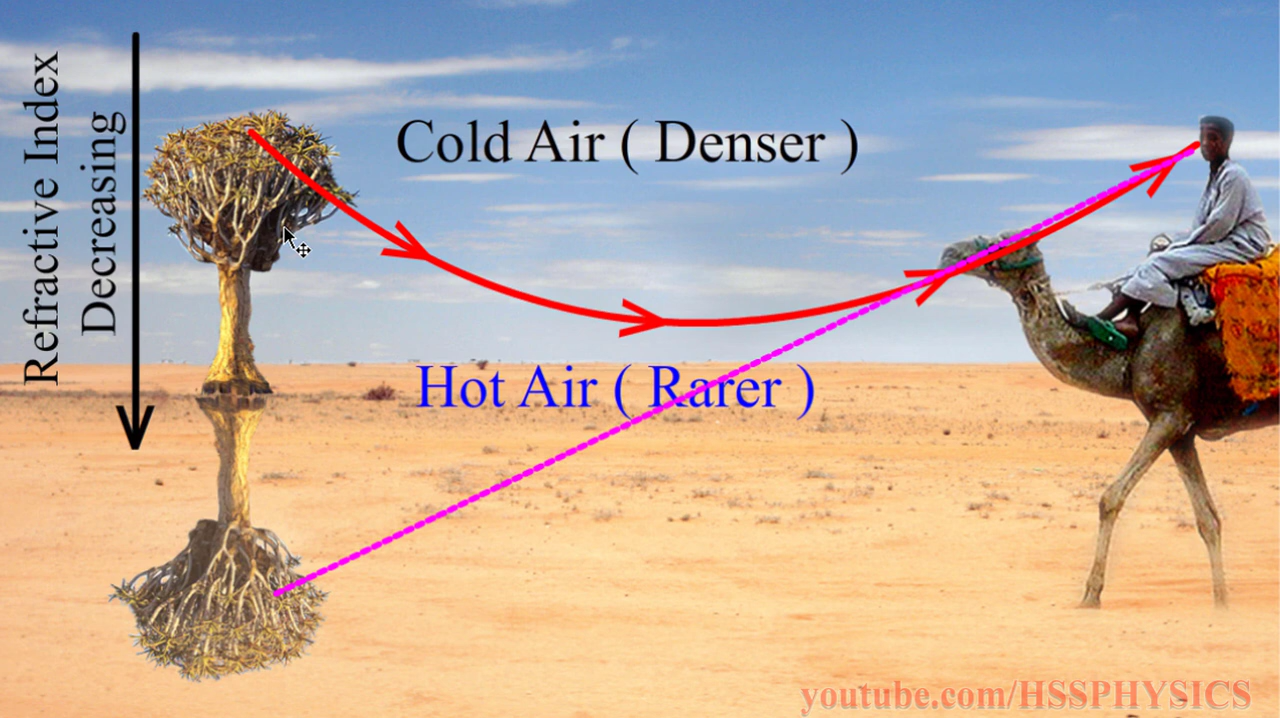 Refractive Index
Decreasing
Cold Air ( Denser )
Hot Air ( Rarer )
youtube.com/HSSPHYSICS